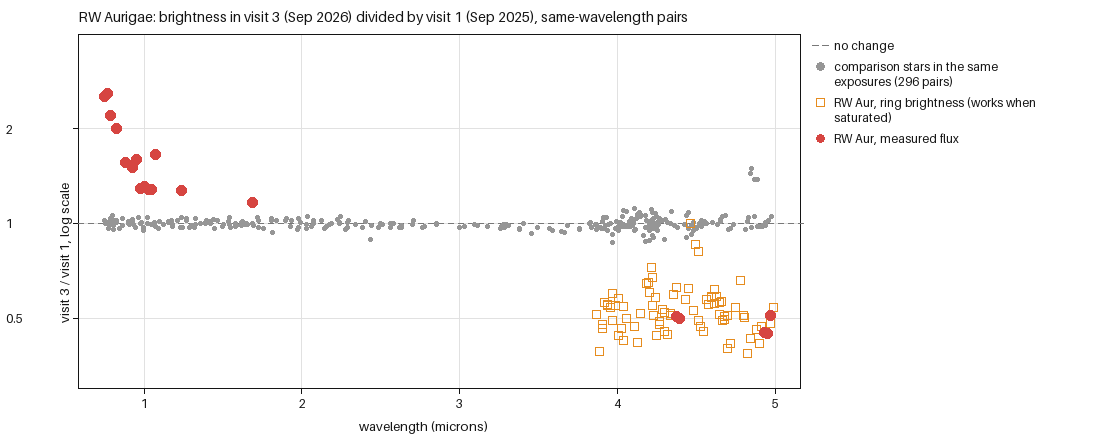 RW Aurigae: brightness in visit 3 (Sep 2026) divided by visit 1 (Sep 2025), same-wavelength pairs
visit 3 / visit 1, log scale
2
1
0.5
1
2
3
4
5
wavelength (microns)
no change
comparison stars in the same
exposures (296 pairs)
RW Aur, ring brightness (works when
saturated)
RW Aur, measured flux